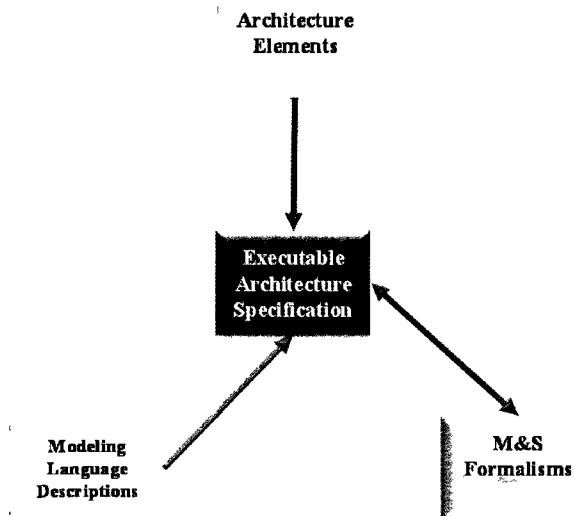 Architecture
Elements
Executable
Architecture
Specification
Modeling
Language
Descriptions
M&S
Formalisms